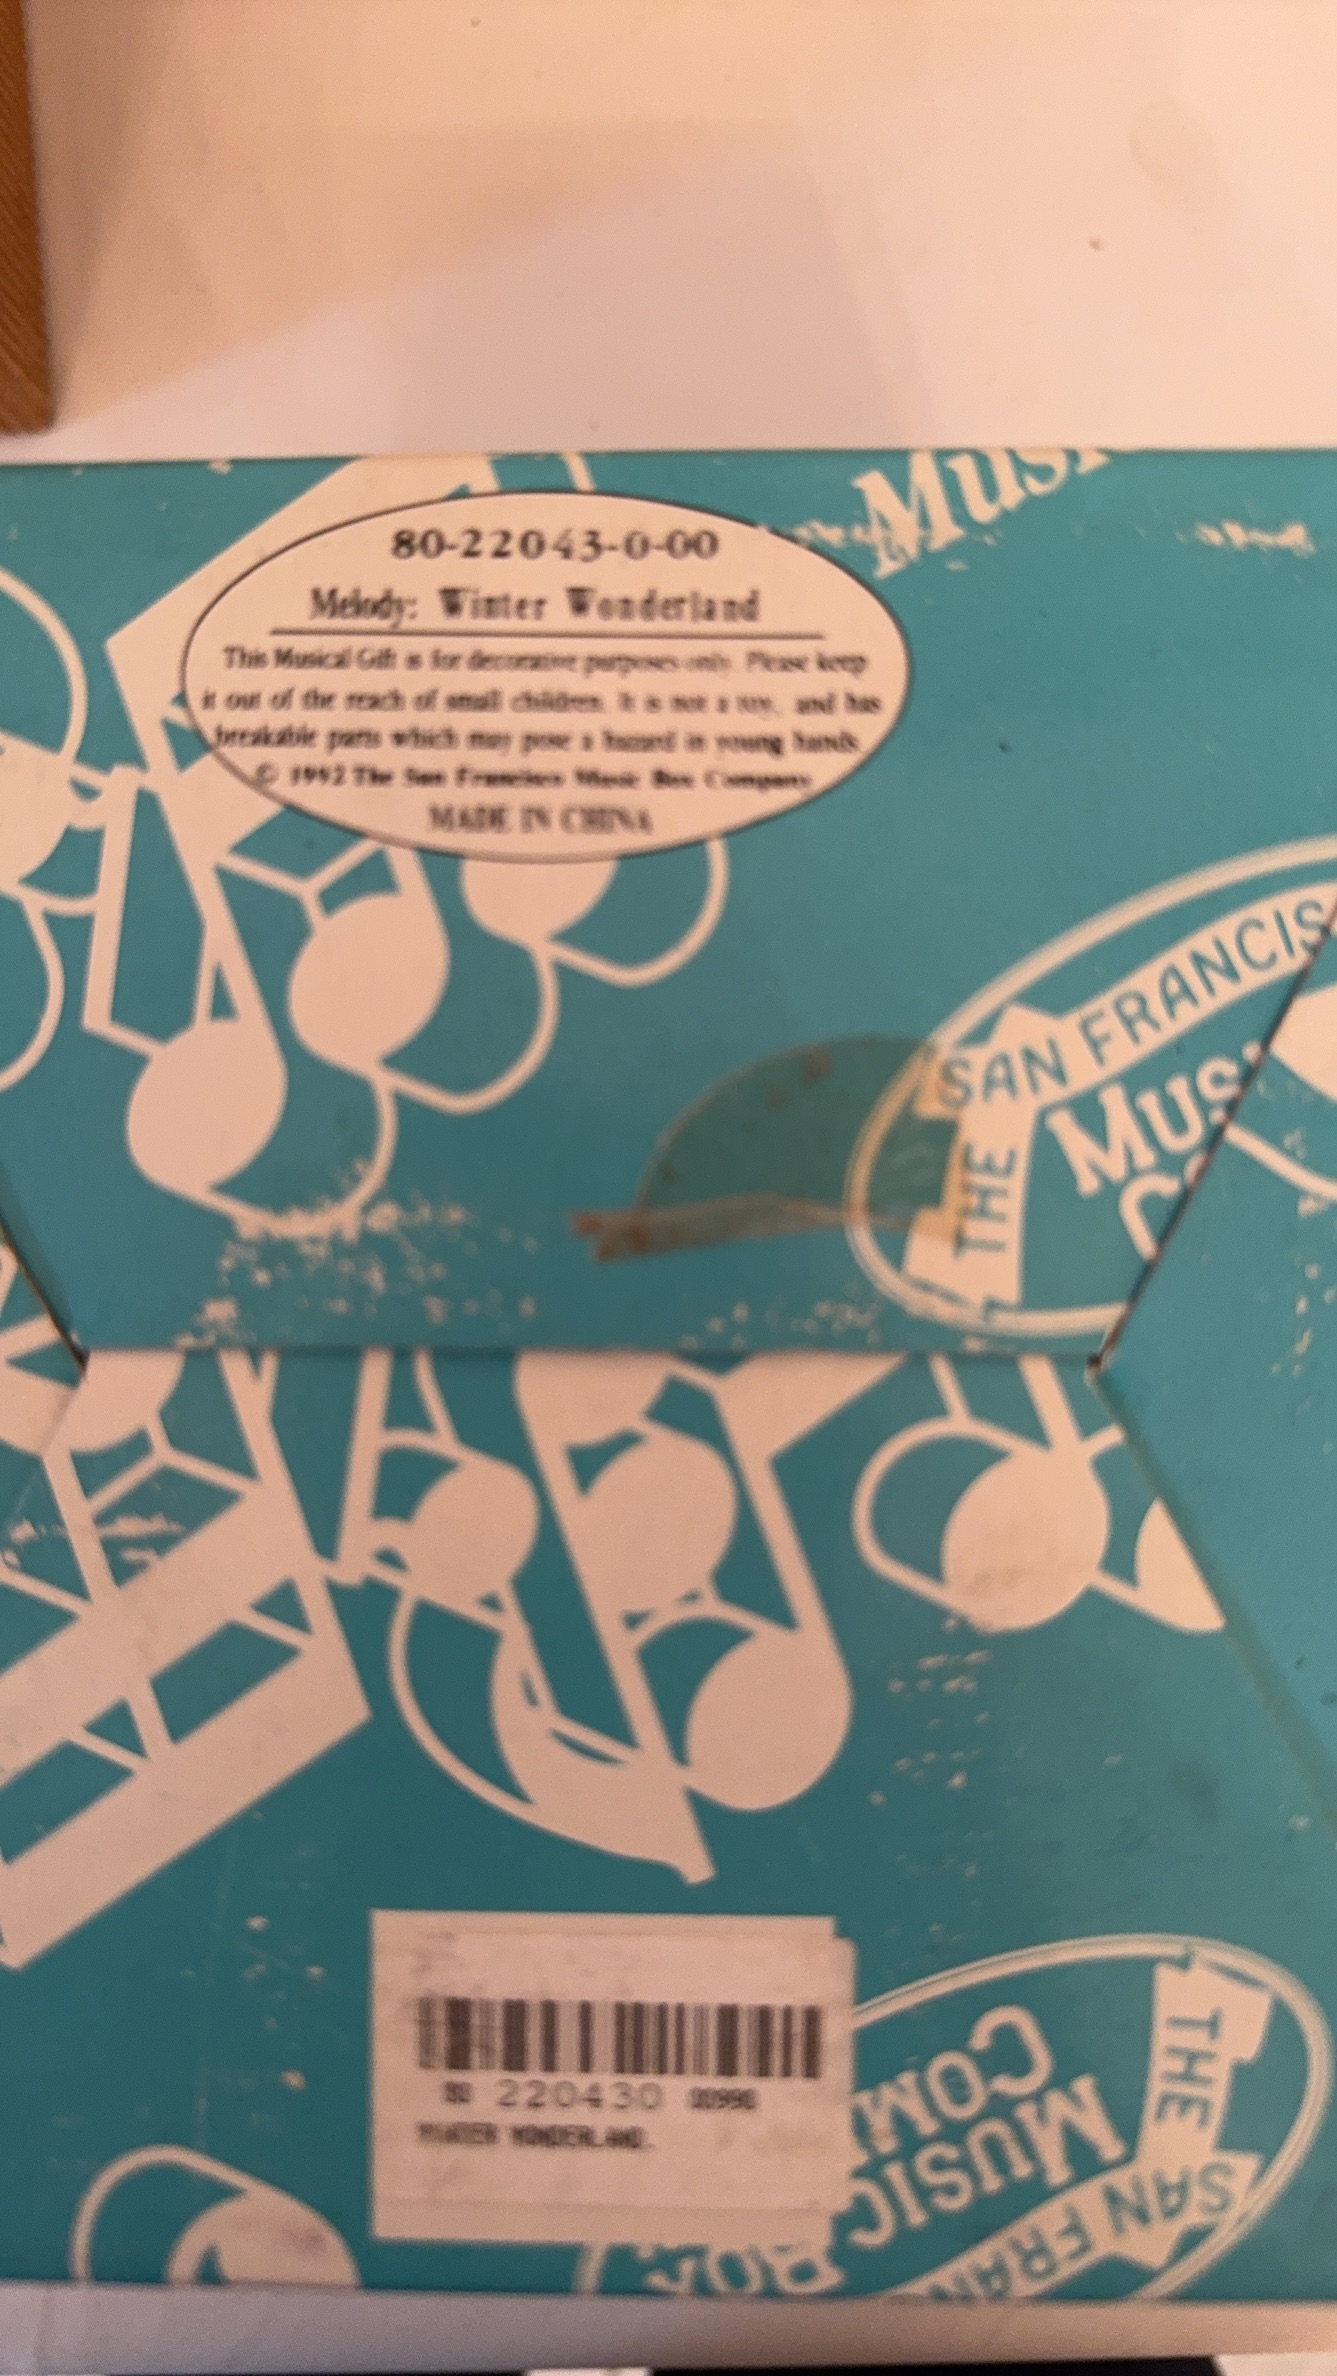 Musi
80-22043-0-00
Melody: Winter Wonderland
This Musical Gift is for decorative purposes only. Please keep
it out of the reach of small children. It is not a toy, and has
breakable parts which may pose a hazard in young hands.
© 1992 The San Francisco Music Box Company
MADE IN CHINA
THE SAN FRANCIS
MUSI
80 220430 00990
WINTER WONDERLAND.
THE
SAN FRAN
MUSIC BOX
COM